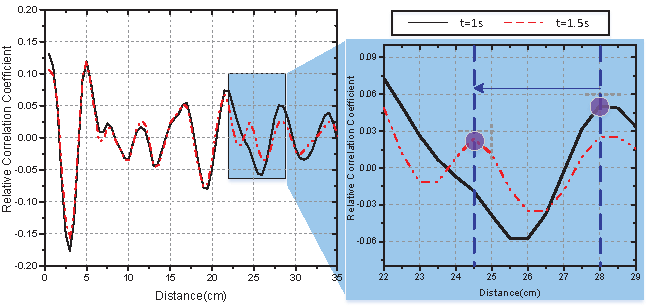 t=1s t=1.5s
Relative Correlation Coefficient
0.20
0.15
0.10
0.05
0.00
-0.05
-0.10
-0.15
-0.20
0 5 10 15 20 25 30 35
Distance(cm)
Relative Correlation Coefficient
0.09
0.06
0.03
0.00
-0.03
-0.06
22 23 24 25 26 27 28 29
Distance(cm)